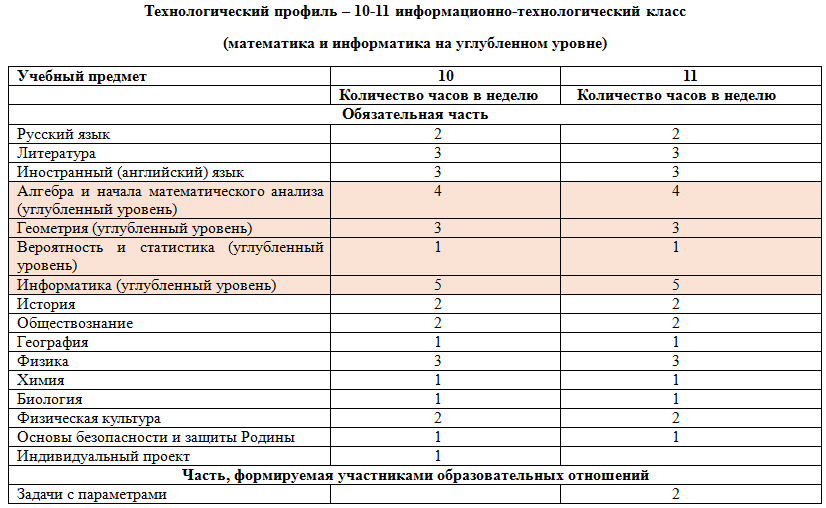 Технологический профиль – 10-11 информационно-технологический класс
(математика и информатика на углубленном уровне)
Учебный предмет 10 11
Количество часов в неделю Количество часов в неделю
Обязательная часть
Русский язык 2 2
Литература 3 3
Иностранный (английский) язык 3 3
Алгебра и начала математического анализа 4 4
(углубленный уровень)
Геометрия (углубленный уровень) 3 3
Вероятность и статистика (углубленный 1 1
уровень)
Информатика (углубленный уровень) 5 5
История 2 2
Обществознание 2 2
География 1 1
Физика 3 3
Химия 1 1
Биология 1 1
Физическая культура 2 2
Основы безопасности и защиты Родины 1 1
Индивидуальный проект 1
Часть, формируемая участниками образовательных отношений
Задачи с параметрами 2